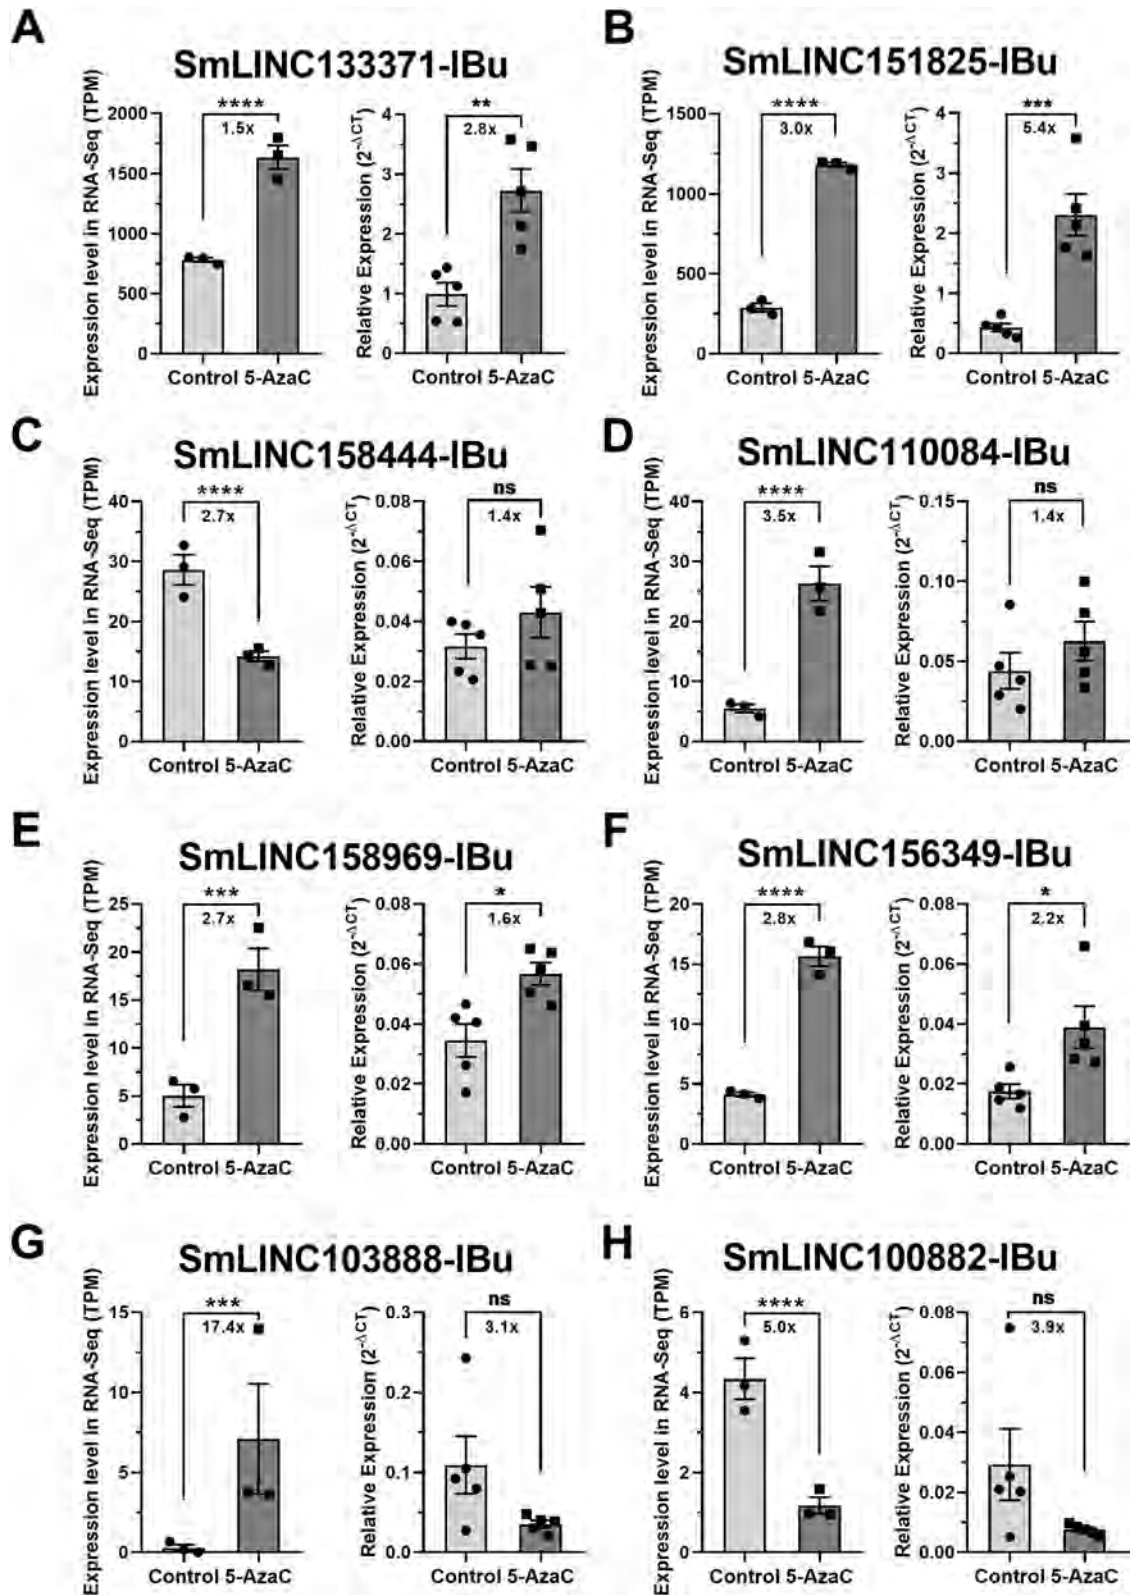 A
SmLINC133371-IBu
Expression level in RNA-Seq (TPM)
2000
1500
1000
500
0
****
1.5x
Control 5-AzaC
Relative Expression (2^-ΔCT)
4
3
2
1
0
**
2.8x
Control 5-AzaC
B
SmLINC151825-IBu
Expression level in RNA-Seq (TPM)
1500
1000
500
0
****
3.0x
Control 5-AzaC
Relative Expression (2^-ΔCT)
4
3
2
1
0
***
5.4x
Control 5-AzaC
C
SmLINC158444-IBu
Expression level in RNA-Seq (TPM)
40
30
20
10
0
****
2.7x
Control 5-AzaC
Relative Expression (2^-ΔCT)
0.08
0.06
0.04
0.02
0.00
ns
1.4x
Control 5-AzaC
D
SmLINC110084-IBu
Expression level in RNA-Seq (TPM)
40
30
20
10
0
****
3.5x
Control 5-AzaC
Relative Expression (2^-ΔCT)
0.15
0.10
0.05
0.00
ns
1.4x
Control 5-AzaC
E
SmLINC158969-IBu
Expression level in RNA-Seq (TPM)
25
20
15
10
5
0
***
2.7x
Control 5-AzaC
Relative Expression (2^-ΔCT)
0.08
0.06
0.04
0.02
0.00
*
1.6x
Control 5-AzaC
F
SmLINC156349-IBu
Expression level in RNA-Seq (TPM)
20
15
10
5
0
****
2.8x
Control 5-AzaC
Relative Expression (2^-ΔCT)
0.08
0.06
0.04
0.02
0.00
*
2.2x
Control 5-AzaC
G
SmLINC103888-IBu
Expression level in RNA-Seq (TPM)
15
10
5
0
***
17.4x
Control 5-AzaC
Relative Expression (2^-ΔCT)
0.3
0.2
0.1
0.0
ns
3.1x
Control 5-AzaC
H
SmLINC100882-IBu
Expression level in RNA-Seq (TPM)
6
4
2
0
****
5.0x
Control 5-AzaC
Relative Expression (2^-ΔCT)
0.08
0.06
0.04
0.02
0.00
ns
3.9x
Control 5-AzaC